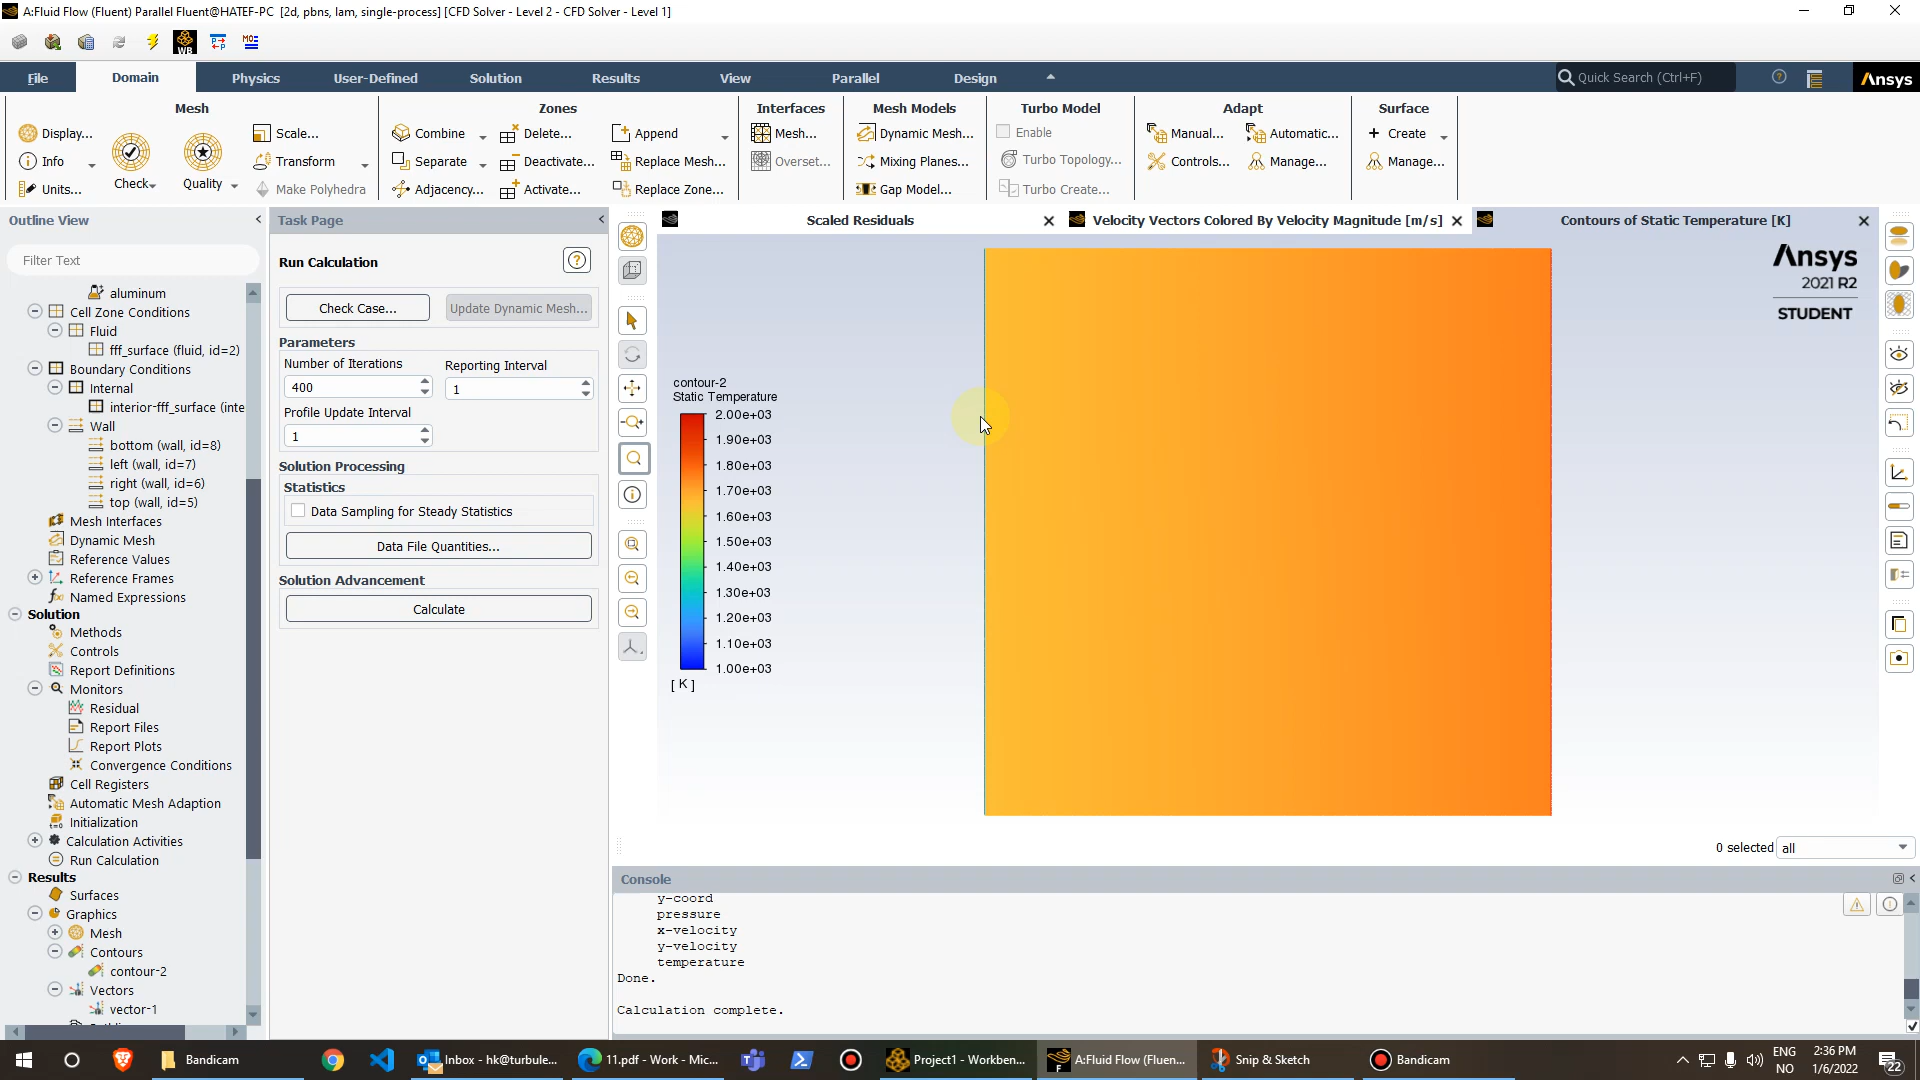 A:Fluid Flow (Fluent) Parallel Fluent@HATEF-PC [2d, pbns, lam, single-process] [CFD Solver - Level 2 - CFD Solver - Level 1]
WB
File Domain Physics User-Defined Solution Results View Parallel Design
Quick Search (Ctrl+F)
Ansys
Mesh
Display...
Info
Units...
Check
Quality
Scale...
Transform
Make Polyhedra
Zones
Combine
Separate
Adjacency...
Delete...
Deactivate...
Activate...
Append
Replace Mesh...
Replace Zone...
Interfaces
Mesh...
Overset...
Mesh Models
Dynamic Mesh...
Mixing Planes...
Gap Model...
Turbo Model
Enable
Turbo Topology...
Turbo Create...
Adapt
Manual...
Controls...
Automatic...
Manage...
Surface
Create
Manage...
Outline View
Filter Text
aluminum
Cell Zone Conditions
Fluid
fff_surface (fluid, id=2)
Boundary Conditions
Internal
interior-fff_surface (inte
Wall
bottom (wall, id=8)
left (wall, id=7)
right (wall, id=6)
top (wall, id=5)
Mesh Interfaces
Dynamic Mesh
Reference Values
Reference Frames
Named Expressions
Solution
Methods
Controls
Report Definitions
Monitors
Residual
Report Files
Report Plots
Convergence Conditions
Cell Registers
Automatic Mesh Adaption
Initialization
Calculation Activities
Run Calculation
Results
Surfaces
Graphics
Mesh
Contours
contour-2
Vectors
vector-1
Task Page
Run Calculation
Check Case...
Update Dynamic Mesh...
Parameters
Number of Iterations
400
Reporting Interval
1
Profile Update Interval
1
Solution Processing
Statistics
Data Sampling for Steady Statistics
Data File Quantities...
Solution Advancement
Calculate
Scaled Residuals
Velocity Vectors Colored By Velocity Magnitude [m/s]
Contours of Static Temperature [K]
Ansys
2021 R2
STUDENT
contour-2
Static Temperature
2.00e+03
1.90e+03
1.80e+03
1.70e+03
1.60e+03
1.50e+03
1.40e+03
1.30e+03
1.20e+03
1.10e+03
1.00e+03
[ K ]
0 selected all
Console
y-coord
pressure
x-velocity
y-velocity
temperature
Done.
Calculation complete.
Bandicam
Inbox - hk@turbule...
11.pdf - Work - Mic...
Project1 - Workben...
A:Fluid Flow (Fluen...
Snip & Sketch
Bandicam
ENG
NO
2:36 PM
1/6/2022
22